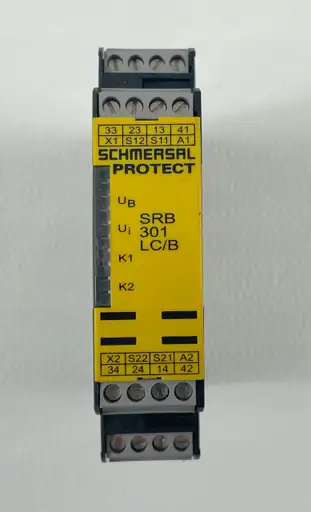 33 23 13 41
X1 S12 S11 A1
SCHMERSAL
PROTECT
UB
SRB
Ui
301
LC/B
K1
K2
X2 S22 S21 A2
34 24 14 42